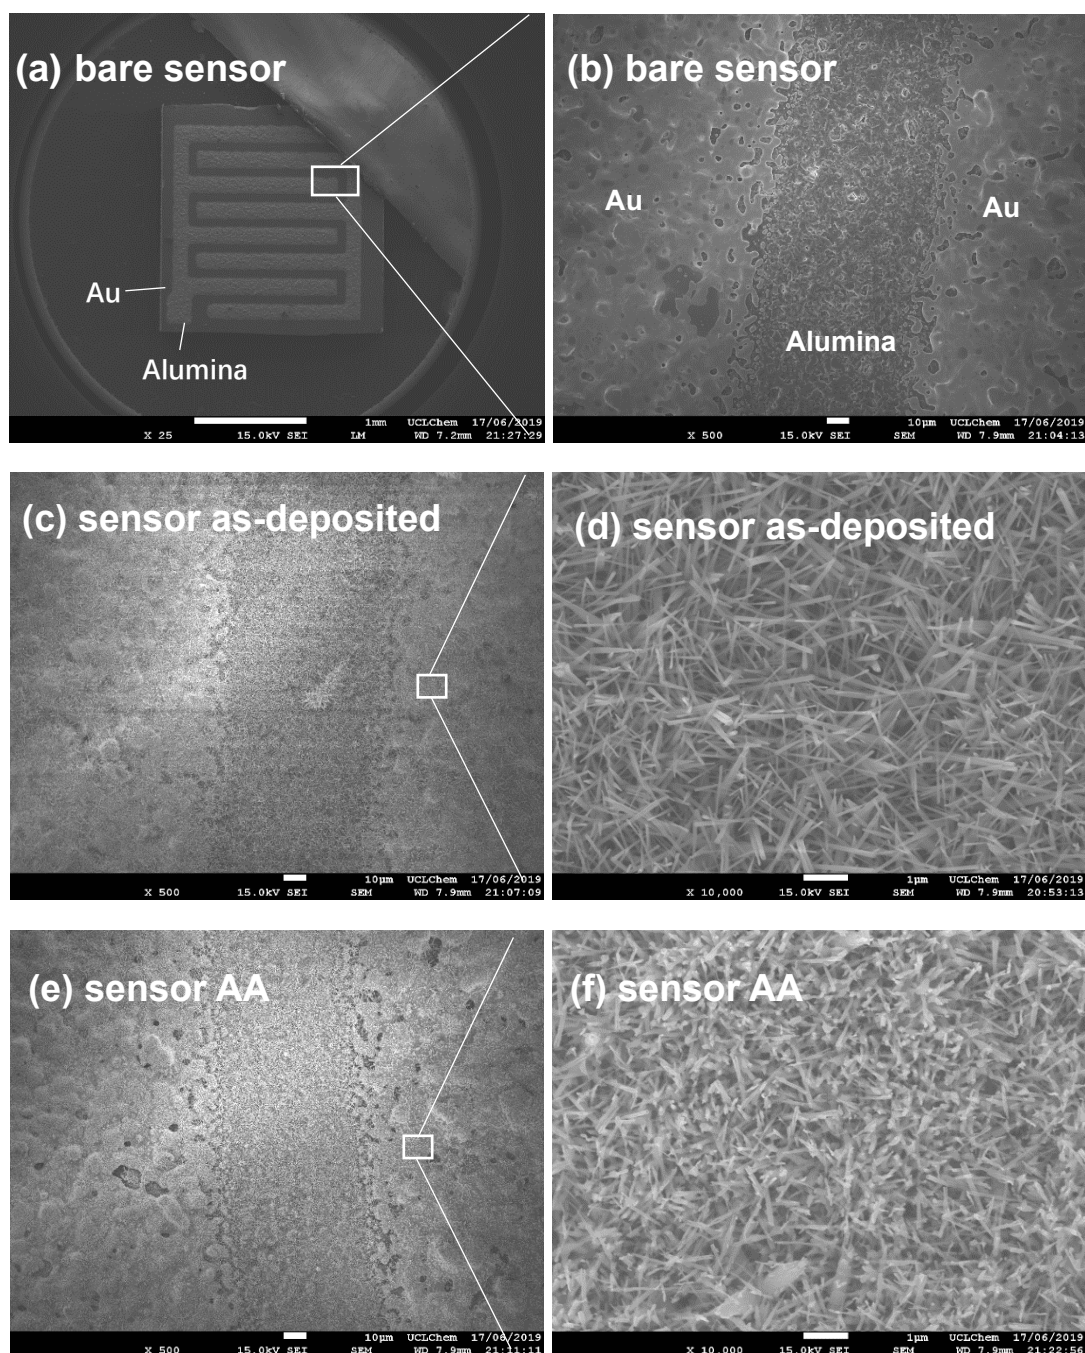 (a) bare sensor
Au
Alumina
1mm UCLChem 17/06/2019
X 25 15.0kV SEI LM WD 7.2mm 21:27:29
(b) bare sensor
Au
Au
Alumina
10µm UCLChem 17/06/2019
X 500 15.0kV SEI SEM WD 7.9mm 21:04:13
(c) sensor as-deposited
10µm UCLChem 17/06/2019
X 500 15.0kV SEI SEM WD 7.9mm 21:07:09
(d) sensor as-deposited
1µm UCLChem 17/06/2019
X 10,000 15.0kV SEI SEM WD 7.9mm 20:53:13
(e) sensor AA
10µm UCLChem 17/06/2019
X 500 15.0kV SEI SEM WD 7.9mm 21:11:11
(f) sensor AA
1µm UCLChem 17/06/2019
X 10,000 15.0kV SEI SEM WD 7.9mm 21:22:56